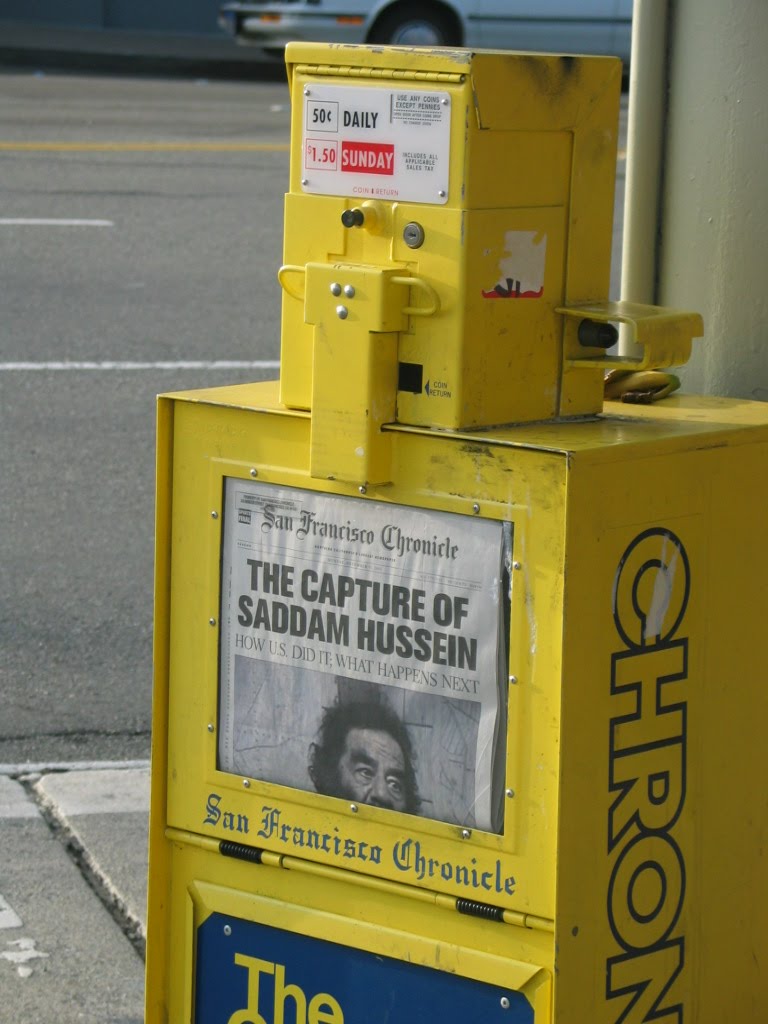 50¢ DAILY
$1.50 SUNDAY
USE ANY COINS
EXCEPT PENNIES
INCLUDES ALL
APPLICABLE
SALES TAX
COIN RETURN
COIN
RETURN
San Francisco Chronicle
THE CAPTURE OF
SADDAM HUSSEIN
HOW U.S. DID IT; WHAT HAPPENS NEXT
San Francisco Chronicle
The
CHRON